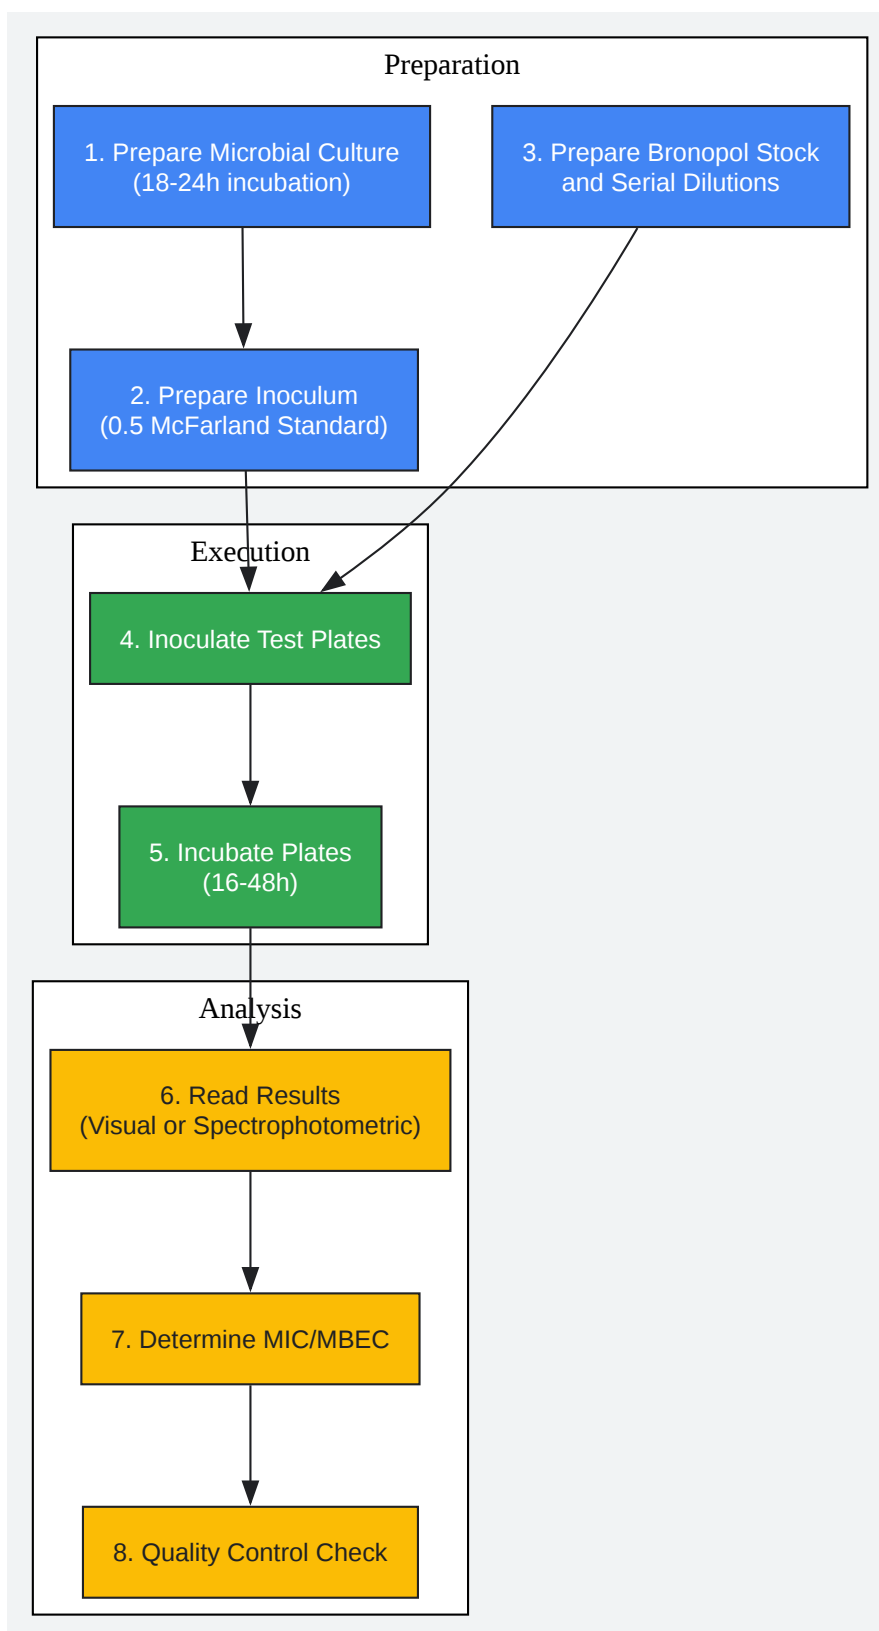 Preparation
1. Prepare Microbial Culture
(18-24h incubation)
3. Prepare Bronopol Stock
and Serial Dilutions
2. Prepare Inoculum
(0.5 McFarland Standard)
Execution
4. Inoculate Test Plates
5. Incubate Plates
(16-48h)
Analysis
6. Read Results
(Visual or Spectrophotometric)
7. Determine MIC/MBEC
8. Quality Control Check